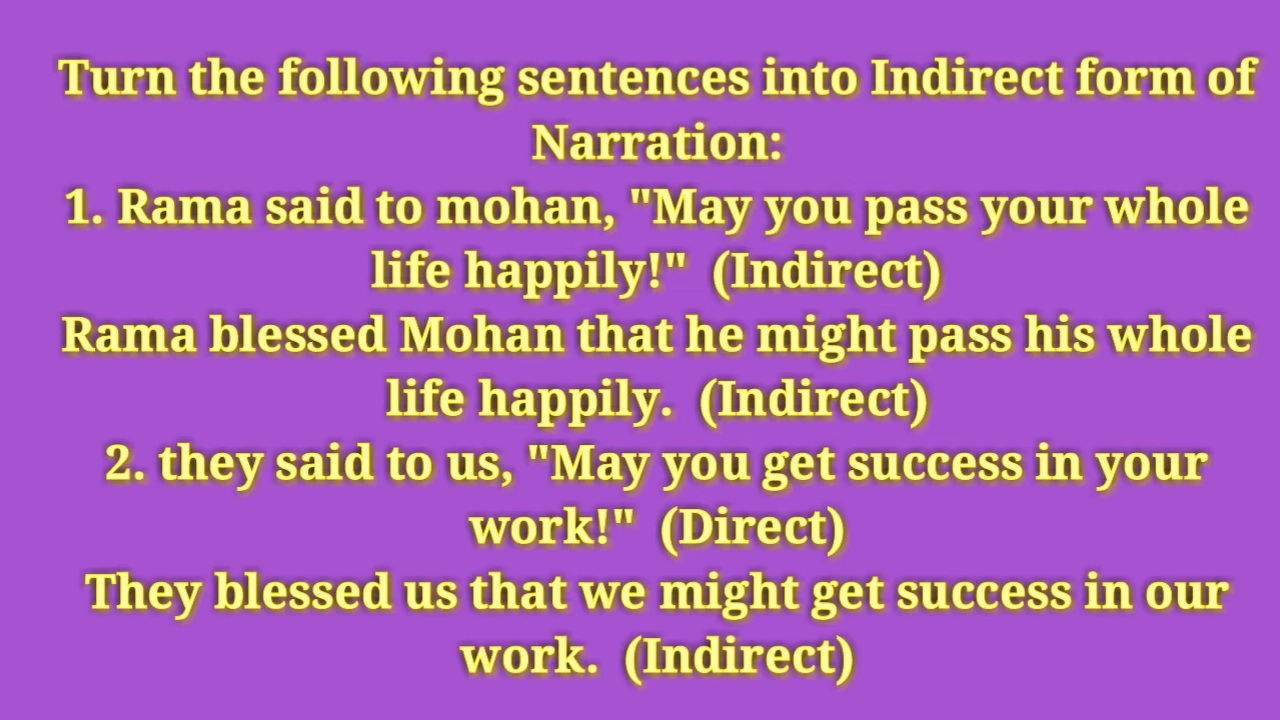 Turn the following sentences into Indirect form of
Narration:
1. Rama said to mohan, "May you pass your whole
life happily!"  (Indirect)
Rama blessed Mohan that he might pass his whole
life happily.  (Indirect)
2. they said to us, "May you get success in your
work!"  (Direct)
They blessed us that we might get success in our
work.  (Indirect)